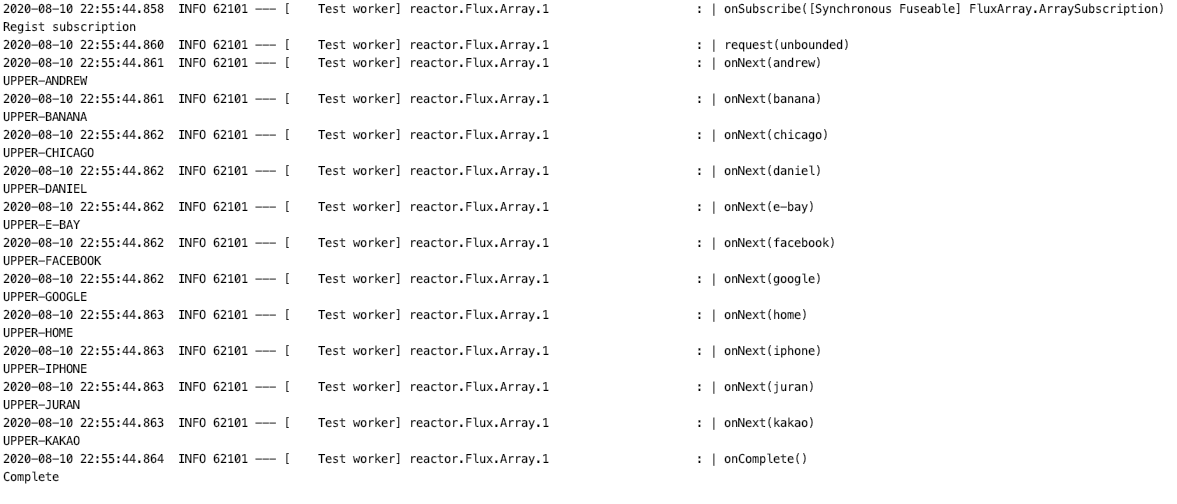 2020-08-10 22:55:44.858  INFO 62101 --- [    Test worker] reactor.Flux.Array.1                     : | onSubscribe([Synchronous Fuseable] FluxArray.ArraySubscription)
Regist subscription
2020-08-10 22:55:44.860  INFO 62101 --- [    Test worker] reactor.Flux.Array.1                     : | request(unbounded)
2020-08-10 22:55:44.861  INFO 62101 --- [    Test worker] reactor.Flux.Array.1                     : | onNext(andrew)
UPPER-ANDREW
2020-08-10 22:55:44.861  INFO 62101 --- [    Test worker] reactor.Flux.Array.1                     : | onNext(banana)
UPPER-BANANA
2020-08-10 22:55:44.862  INFO 62101 --- [    Test worker] reactor.Flux.Array.1                     : | onNext(chicago)
UPPER-CHICAGO
2020-08-10 22:55:44.862  INFO 62101 --- [    Test worker] reactor.Flux.Array.1                     : | onNext(daniel)
UPPER-DANIEL
2020-08-10 22:55:44.862  INFO 62101 --- [    Test worker] reactor.Flux.Array.1                     : | onNext(e-bay)
UPPER-E-BAY
2020-08-10 22:55:44.862  INFO 62101 --- [    Test worker] reactor.Flux.Array.1                     : | onNext(facebook)
UPPER-FACEBOOK
2020-08-10 22:55:44.862  INFO 62101 --- [    Test worker] reactor.Flux.Array.1                     : | onNext(google)
UPPER-GOOGLE
2020-08-10 22:55:44.863  INFO 62101 --- [    Test worker] reactor.Flux.Array.1                     : | onNext(home)
UPPER-HOME
2020-08-10 22:55:44.863  INFO 62101 --- [    Test worker] reactor.Flux.Array.1                     : | onNext(iphone)
UPPER-IPHONE
2020-08-10 22:55:44.863  INFO 62101 --- [    Test worker] reactor.Flux.Array.1                     : | onNext(juran)
UPPER-JURAN
2020-08-10 22:55:44.863  INFO 62101 --- [    Test worker] reactor.Flux.Array.1                     : | onNext(kakao)
UPPER-KAKAO
2020-08-10 22:55:44.864  INFO 62101 --- [    Test worker] reactor.Flux.Array.1                     : | onComplete()
Complete